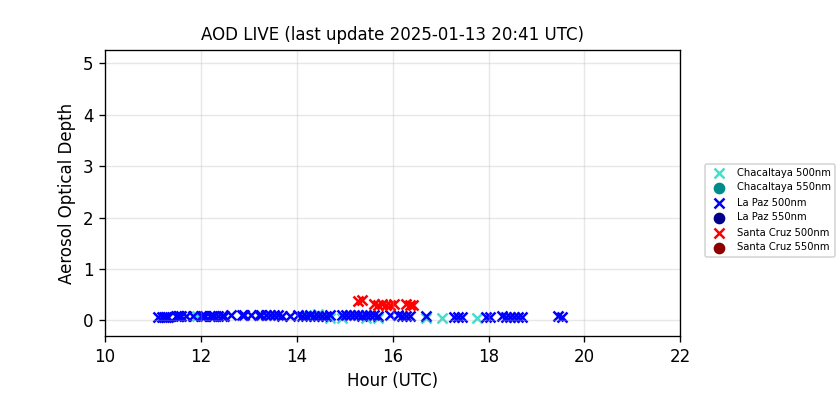 AOD LIVE (last update 2025-01-13 20:41 UTC)
Aerosol Optical Depth
5
4
3
2
1
0
10 12 14 16 18 20 22
Hour (UTC)
Chacaltaya 500nm
Chacaltaya 550nm
La Paz 500nm
La Paz 550nm
Santa Cruz 500nm
Santa Cruz 550nm